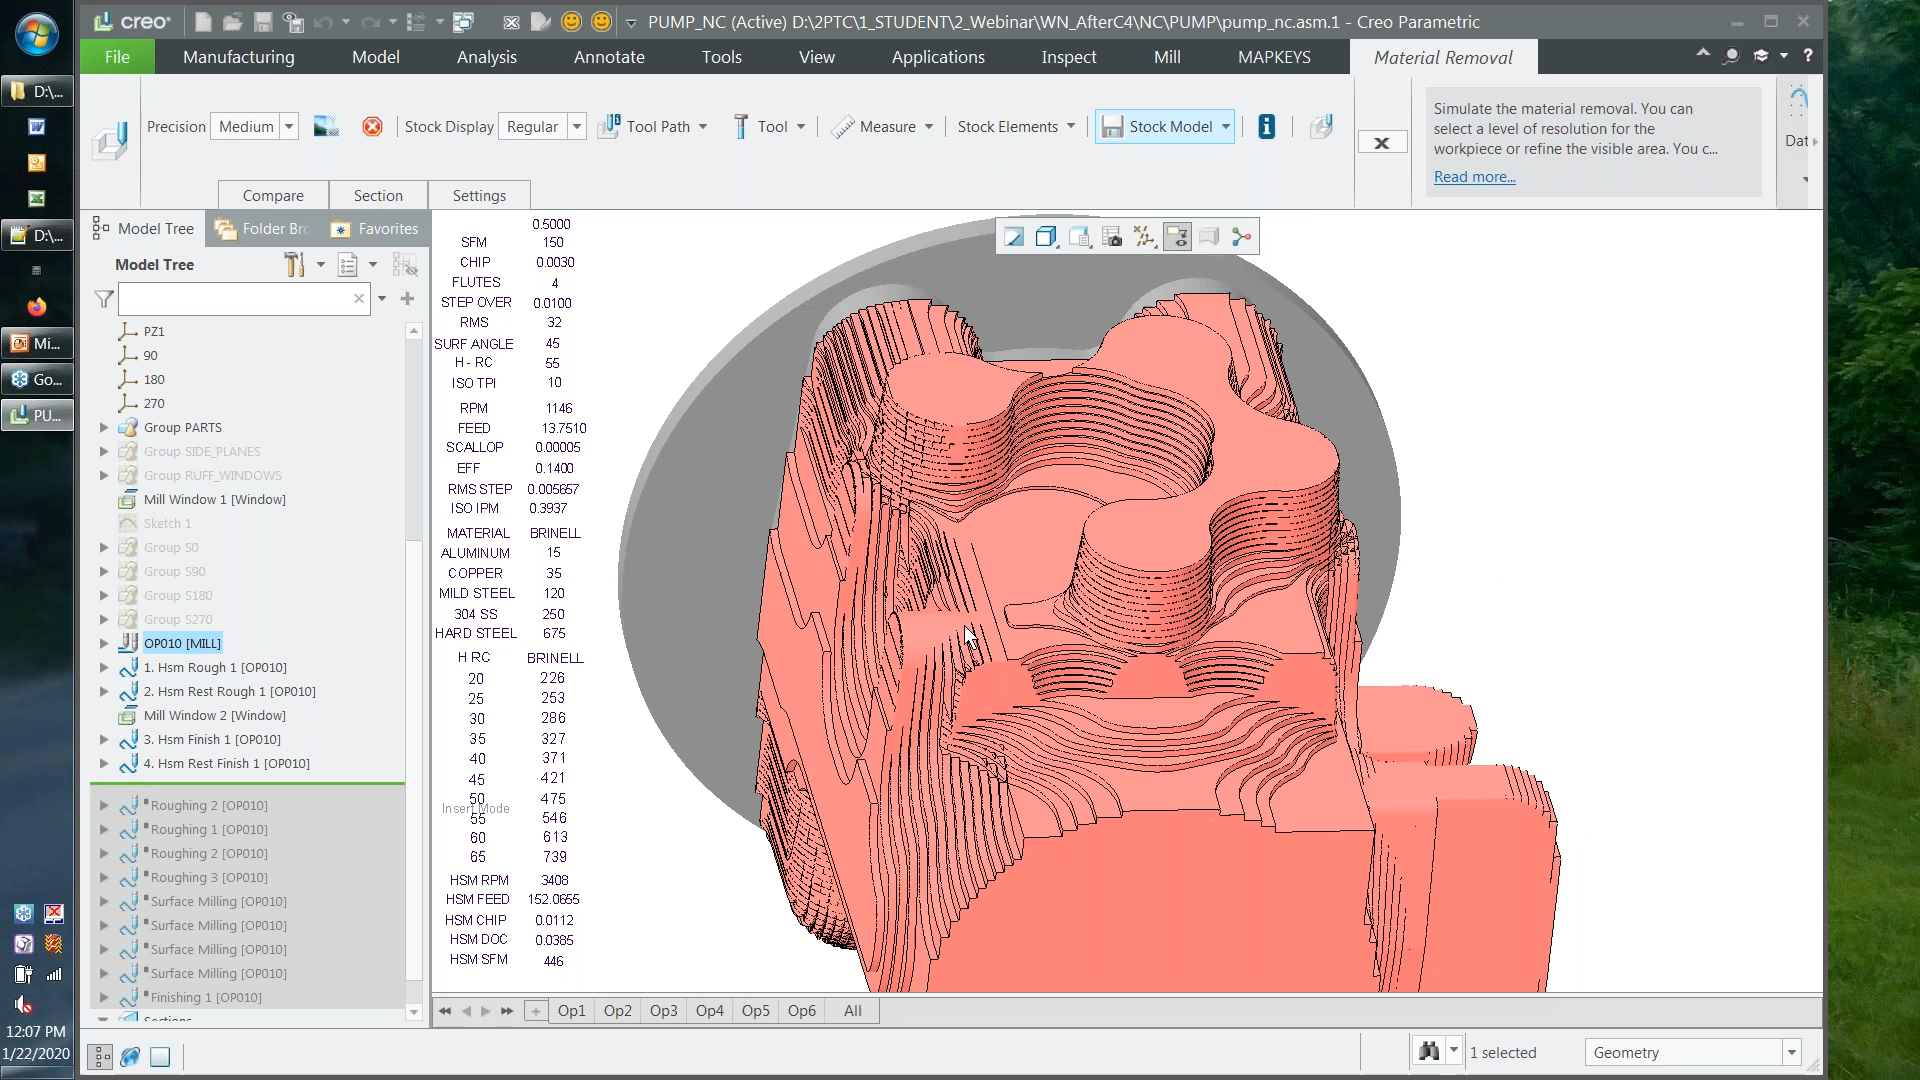 creo
PUMP_NC (Active) D:\2PTC\1_STUDENT\2_Webinar\WN_AfterC4\NC\PUMP\pump_nc.asm.1 - Creo Parametric
File Manufacturing Model Analysis Annotate Tools View Applications Inspect Mill MAPKEYS Material Removal
Precision Medium Stock Display Regular Tool Path Tool Measure Stock Elements Stock Model
Simulate the material removal. You can
select a level of resolution for the
workpiece or refine the visible area. You c...
Read more...
Dat
Compare Section Settings
D:\...
D:\...
Mi...
Go...
PU...
12:07 PM
1/22/2020
Model Tree Folder Bro Favorites
Model Tree
PZ1
90
180
270
Group PARTS
Group SIDE_PLANES
Group RUFF_WINDOWS
Mill Window 1 [Window]
Sketch 1
Group S0
Group S90
Group S180
Group S270
OP010 [MILL]
1. Hsm Rough 1 [OP010]
2. Hsm Rest Rough 1 [OP010]
Mill Window 2 [Window]
3. Hsm Finish 1 [OP010]
4. Hsm Rest Finish 1 [OP010]
Roughing 2 [OP010]
Roughing 1 [OP010]
Roughing 2 [OP010]
Roughing 3 [OP010]
Surface Milling [OP010]
Surface Milling [OP010]
Surface Milling [OP010]
Surface Milling [OP010]
Finishing 1 [OP010]
Sections
0.5000
SFM 150
CHIP 0.0030
FLUTES 4
STEP OVER 0.0100
RMS 32
SURF ANGLE 45
H - RC 55
ISO TPI 10
RPM 1146
FEED 13.7510
SCALLOP 0.00005
EFF 0.1400
RMS STEP 0.005657
ISO IPM 0.3937
MATERIAL BRINELL
ALUMINUM 15
COPPER 35
MILD STEEL 120
304 SS 250
HARD STEEL 675
H RC BRINELL
20 226
25 253
30 286
35 327
40 371
45 421
50 475
Insert Mode
55 546
60 613
65 739
HSM RPM 3408
HSM FEED 152.0655
HSM CHIP 0.0112
HSM DOC 0.0385
HSM SFM 446
Op1 Op2 Op3 Op4 Op5 Op6 All
1 selected Geometry